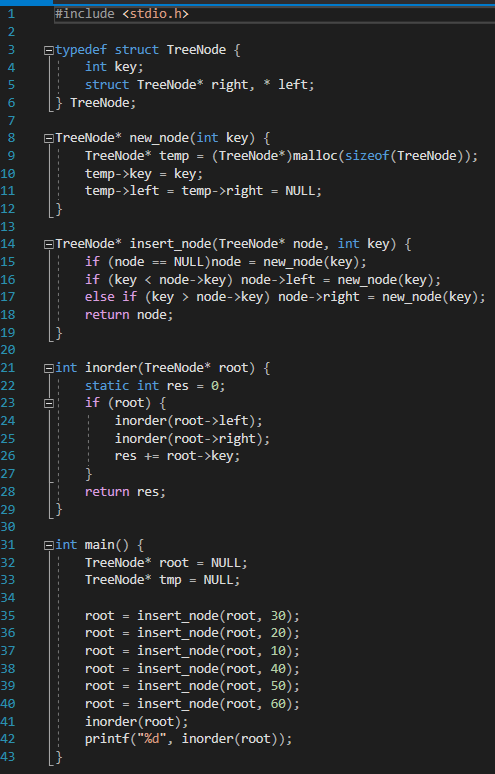 1 #include <stdio.h>
2
3 typedef struct TreeNode {
4     int key;
5     struct TreeNode* right, * left;
6 } TreeNode;
7
8 TreeNode* new_node(int key) {
9     TreeNode* temp = (TreeNode*)malloc(sizeof(TreeNode));
10     temp->key = key;
11     temp->left = temp->right = NULL;
12 }
13
14 TreeNode* insert_node(TreeNode* node, int key) {
15     if (node == NULL)node = new_node(key);
16     if (key < node->key) node->left = new_node(key);
17     else if (key > node->key) node->right = new_node(key);
18     return node;
19 }
20
21 int inorder(TreeNode* root) {
22     static int res = 0;
23     if (root) {
24         inorder(root->left);
25         inorder(root->right);
26         res += root->key;
27     }
28     return res;
29 }
30
31 int main() {
32     TreeNode* root = NULL;
33     TreeNode* tmp = NULL;
34
35     root = insert_node(root, 30);
36     root = insert_node(root, 20);
37     root = insert_node(root, 10);
38     root = insert_node(root, 40);
39     root = insert_node(root, 50);
40     root = insert_node(root, 60);
41     inorder(root);
42     printf("%d", inorder(root));
43 }